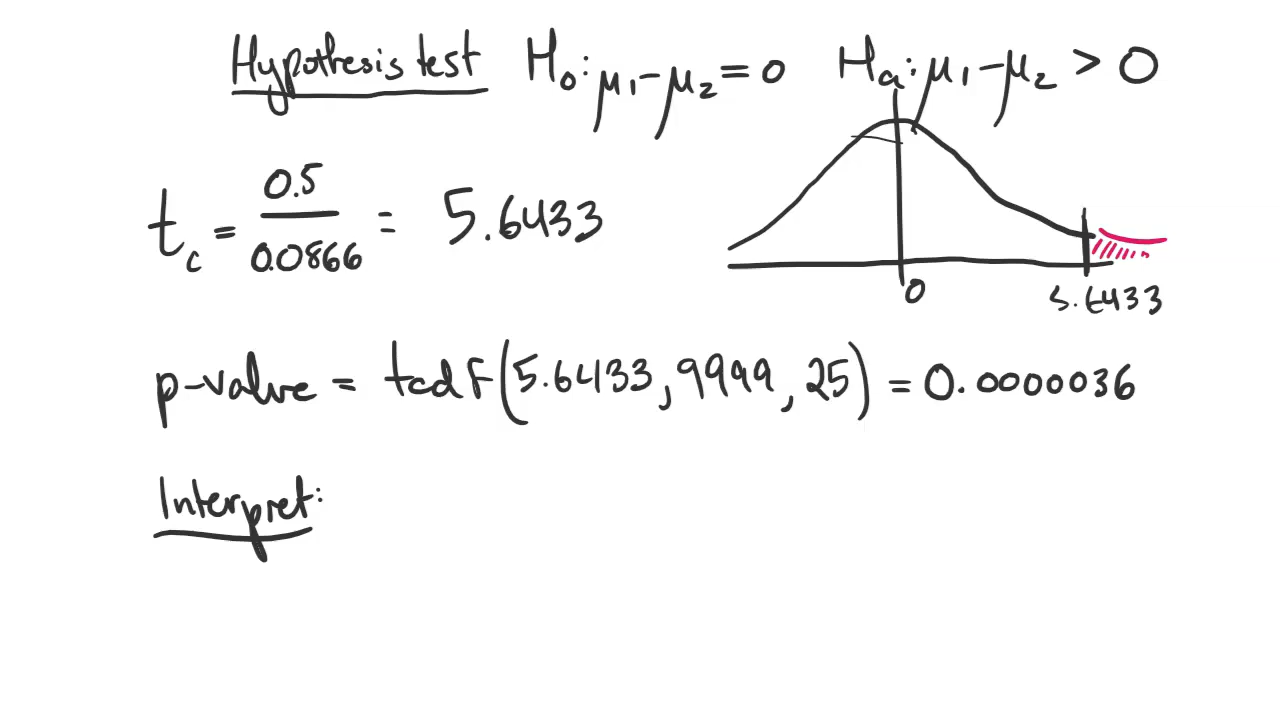 Hypothesis test H₀: μ₁-μ₂ = 0 Hₐ: μ₁-μ₂ > 0
t_c = 0.5/0.0866 = 5.6433
0 5.6433
p-value = tcdf(5.6433, 9999, 25) = 0.0000036
Interpret: